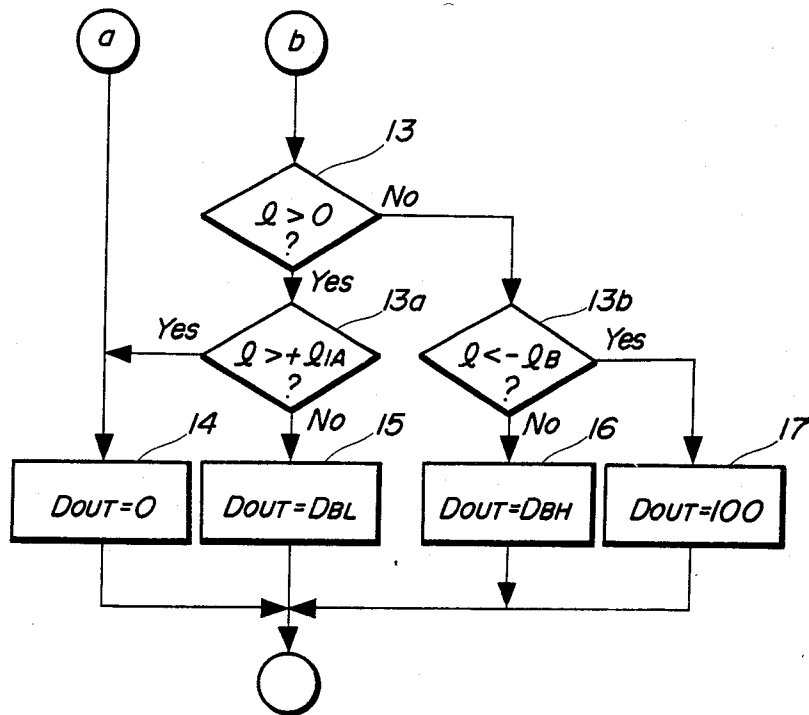 a
b
13
ℓ > 0
?
No
Yes
13a
ℓ > + ℓ1A
?
Yes
No
13b
ℓ < - ℓB
?
Yes
No
14
DOUT=0
15
DOUT=DBL
16
DOUT=DBH
17
DOUT=100